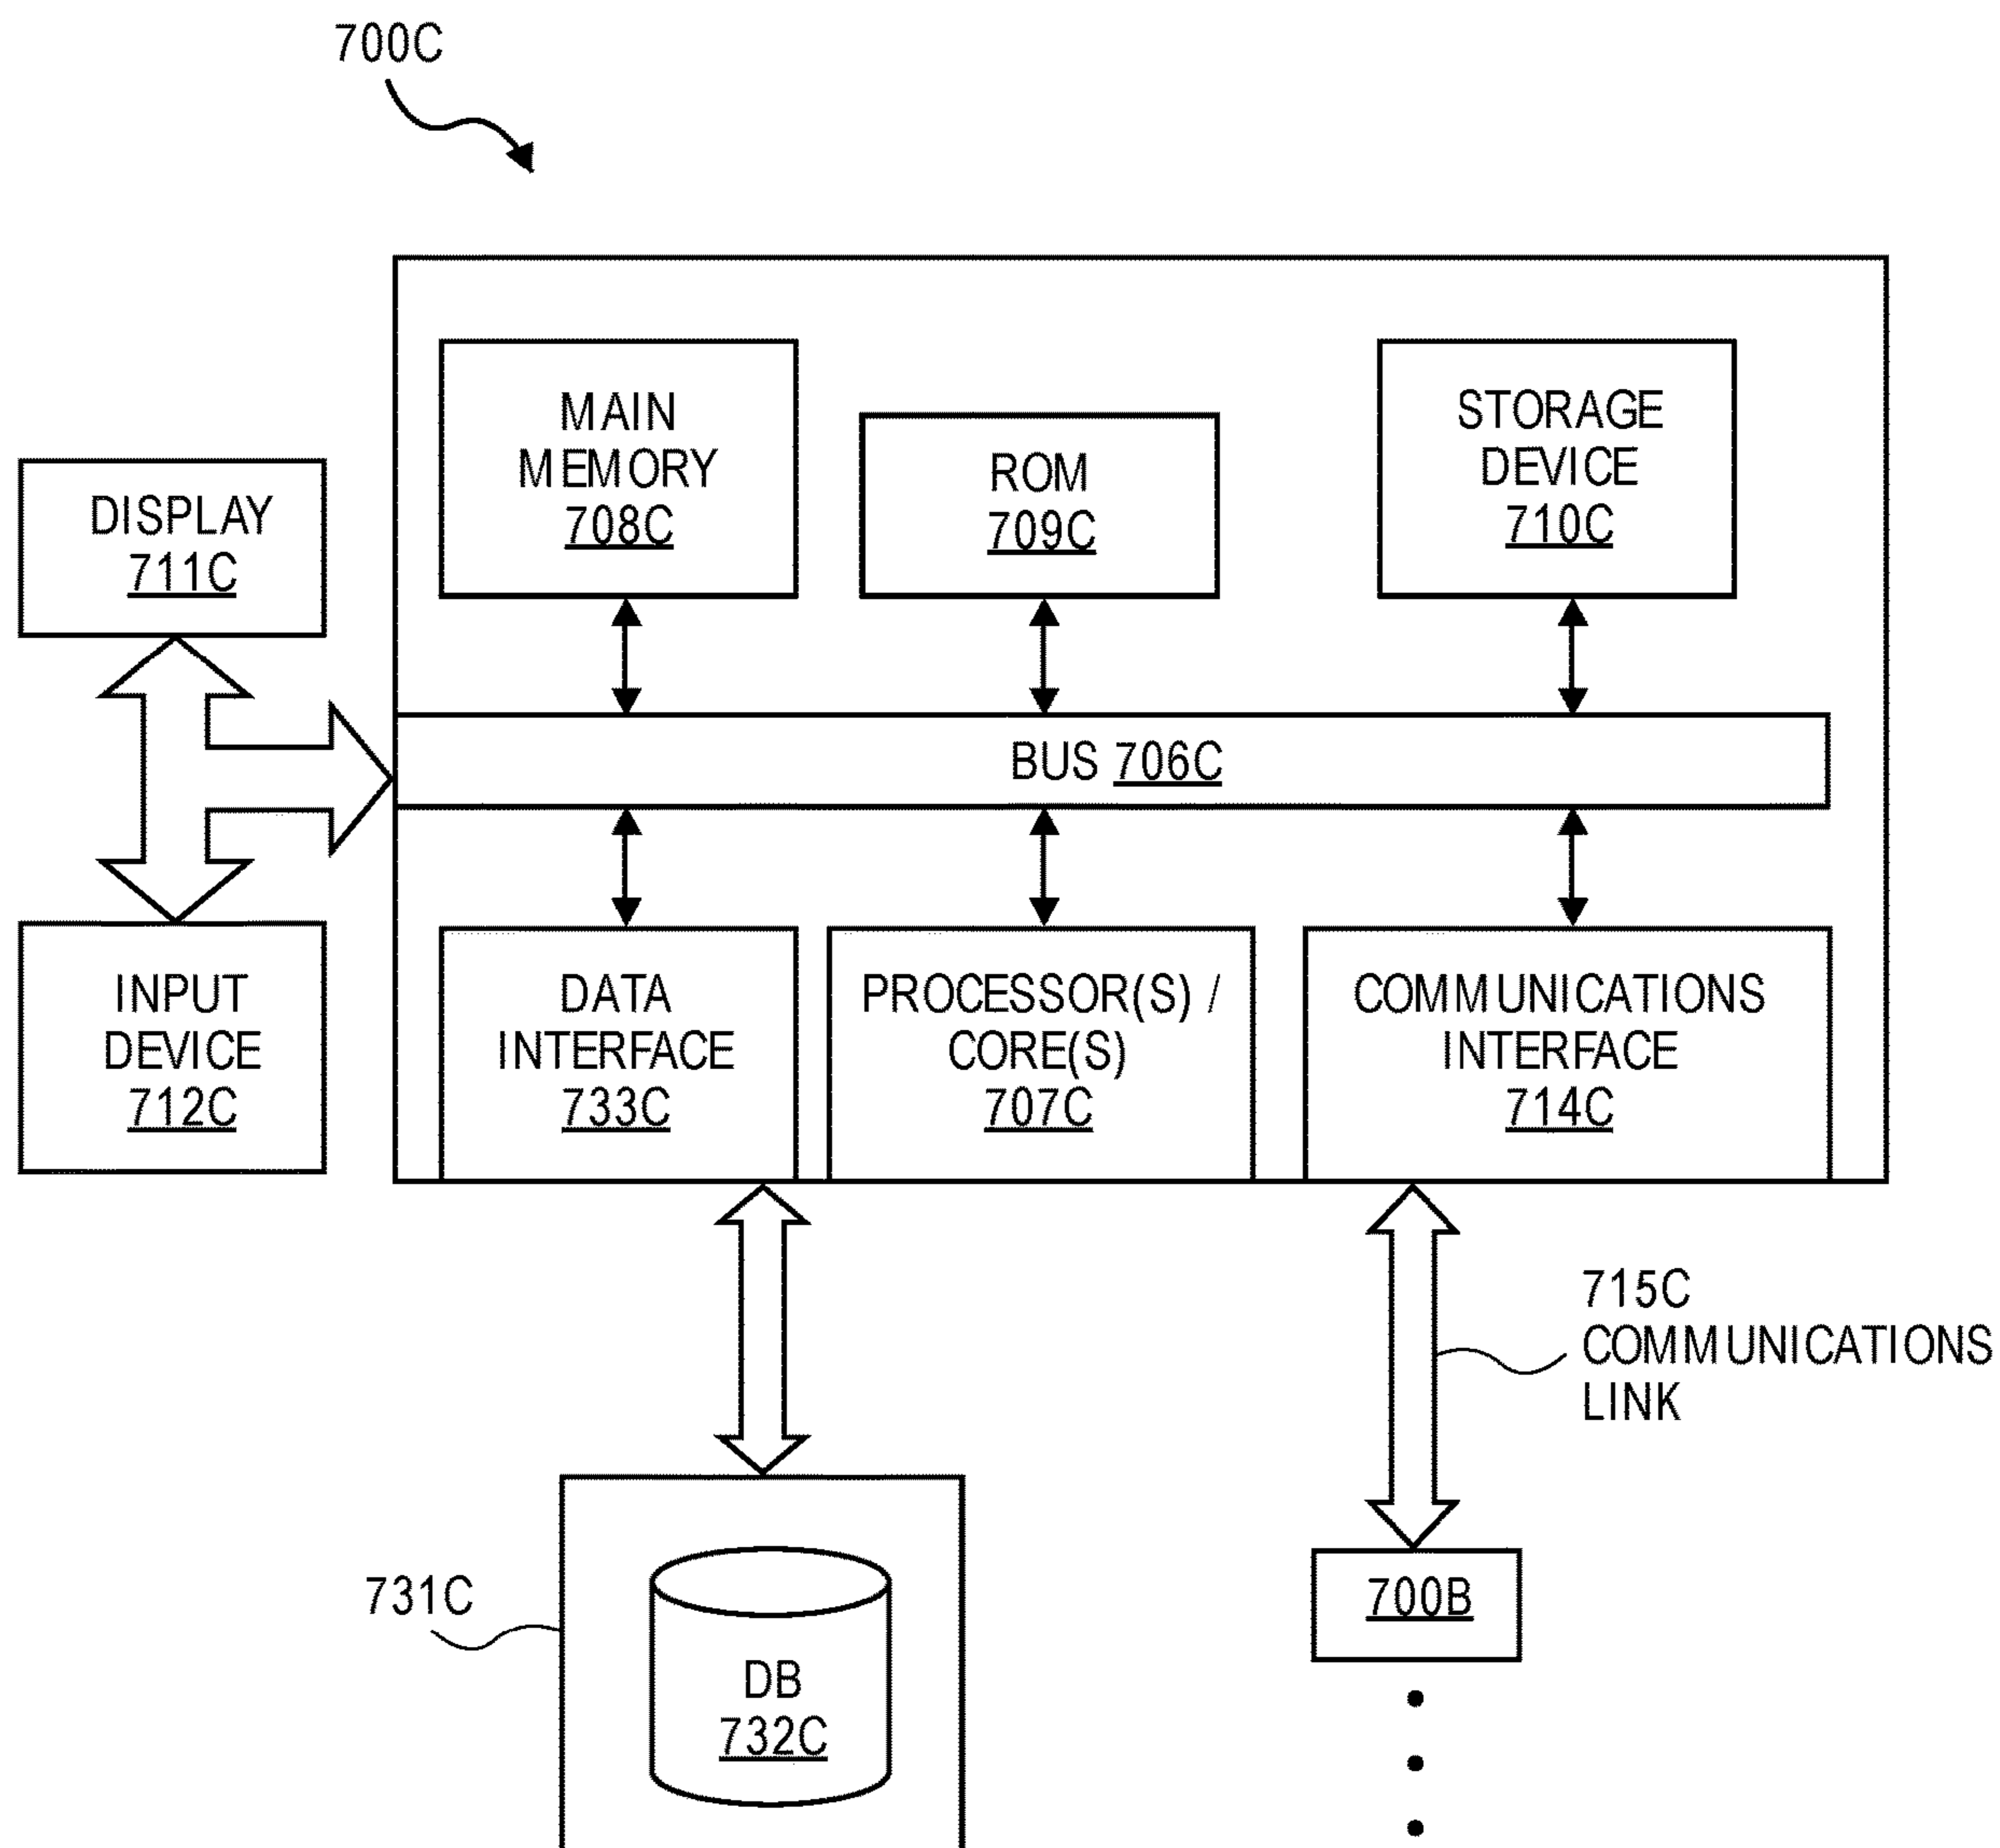 700C
MAIN
MEMORY
708C
ROM
709C
STORAGE
DEVICE
710C
DISPLAY
711C
BUS 706C
INPUT
DEVICE
712C
DATA
INTERFACE
733C
PROCESSOR(S) /
CORE(S)
707C
COMMUNICATIONS
INTERFACE
714C
715C
COMMUNICATIONS
LINK
731C
DB
732C
700B